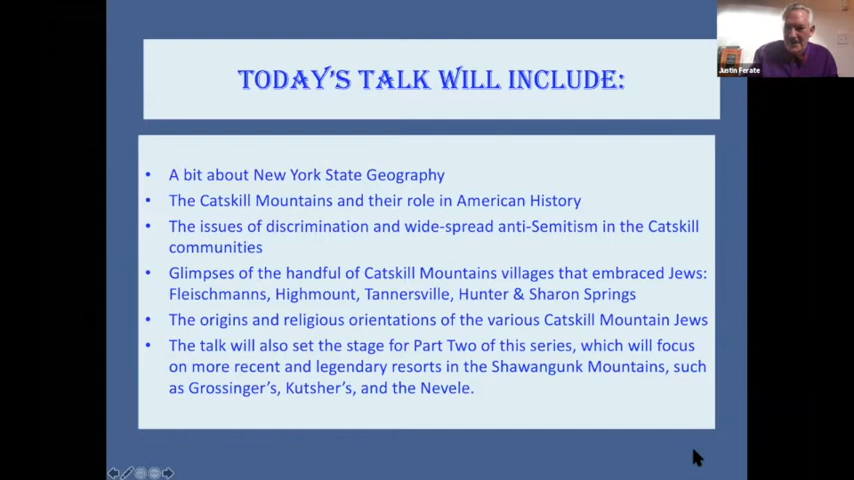 TODAY'S TALK WILL INCLUDE:
Justin Ferate
• A bit about New York State Geography
• The Catskill Mountains and their role in American History
• The issues of discrimination and wide-spread anti-Semitism in the Catskill
communities
• Glimpses of the handful of Catskill Mountains villages that embraced Jews:
Fleischmanns, Highmount, Tannersville, Hunter & Sharon Springs
• The origins and religious orientations of the various Catskill Mountain Jews
• The talk will also set the stage for Part Two of this series, which will focus
on more recent and legendary resorts in the Shawangunk Mountains, such
as Grossinger's, Kutsher's, and the Nevele.